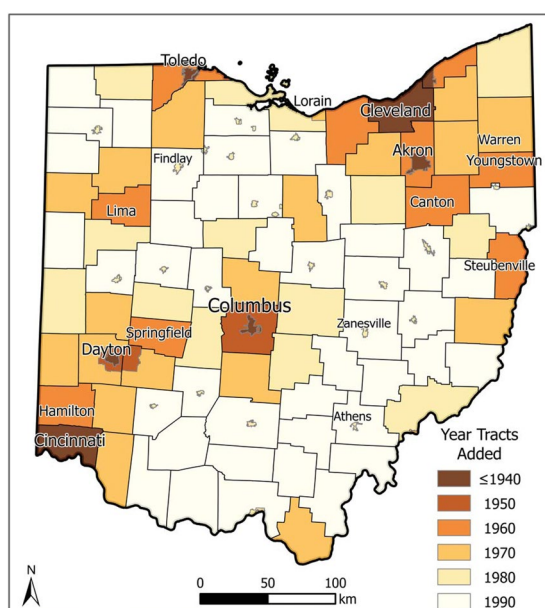 Toledo
Lorain
Cleveland
Akron
Warren
Youngstown
Findlay
Lima
Canton
Steubenville
Columbus
Springfield
Zanesville
Dayton
Hamilton
Athens
Cincinnati
Year Tracts
Added
≤1940
1950
1960
1970
1980
1990
N
0 50 100
km